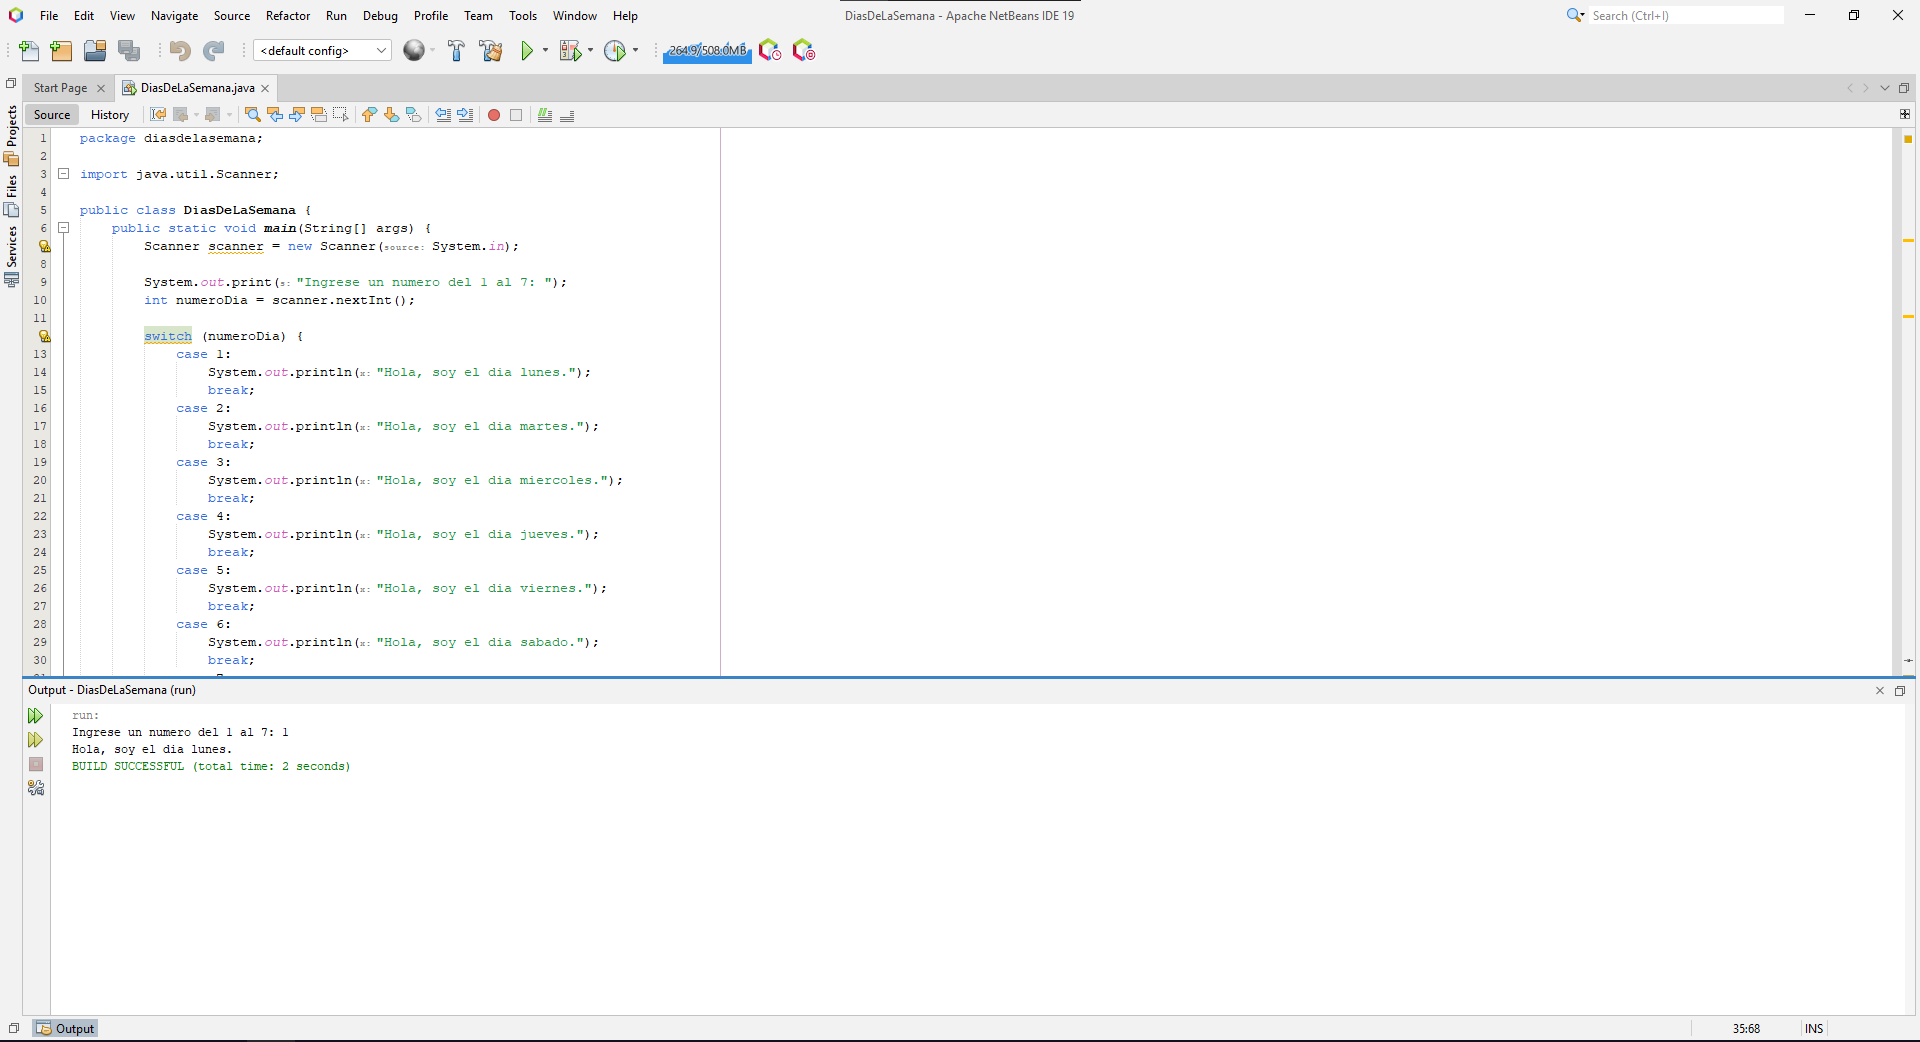 File Edit View Navigate Source Refactor Run Debug Profile Team Tools Window Help
DiasDeLaSemana - Apache NetBeans IDE 19
Search (Ctrl+I)
<default config>
264.9/508.0MB
Start Page
DiasDeLaSemana.java
Source History
Projects
Files
Services
1 package diasdelasemana;
2
3 import java.util.Scanner;
4
5 public class DiasDeLaSemana {
6 public static void main(String[] args) {
Scanner scanner = new Scanner(source: System.in);
8
9 System.out.print(s: "Ingrese un numero del 1 al 7: ");
10 int numeroDia = scanner.nextInt();
11
switch (numeroDia) {
13 case 1:
14 System.out.println(x: "Hola, soy el dia lunes.");
15 break;
16 case 2:
17 System.out.println(x: "Hola, soy el dia martes.");
18 break;
19 case 3:
20 System.out.println(x: "Hola, soy el dia miercoles.");
21 break;
22 case 4:
23 System.out.println(x: "Hola, soy el dia jueves.");
24 break;
25 case 5:
26 System.out.println(x: "Hola, soy el dia viernes.");
27 break;
28 case 6:
29 System.out.println(x: "Hola, soy el dia sabado.");
30 break;
Output - DiasDeLaSemana (run)
run:
Ingrese un numero del 1 al 7: 1
Hola, soy el dia lunes.
BUILD SUCCESSFUL (total time: 2 seconds)
Output
35:68
INS